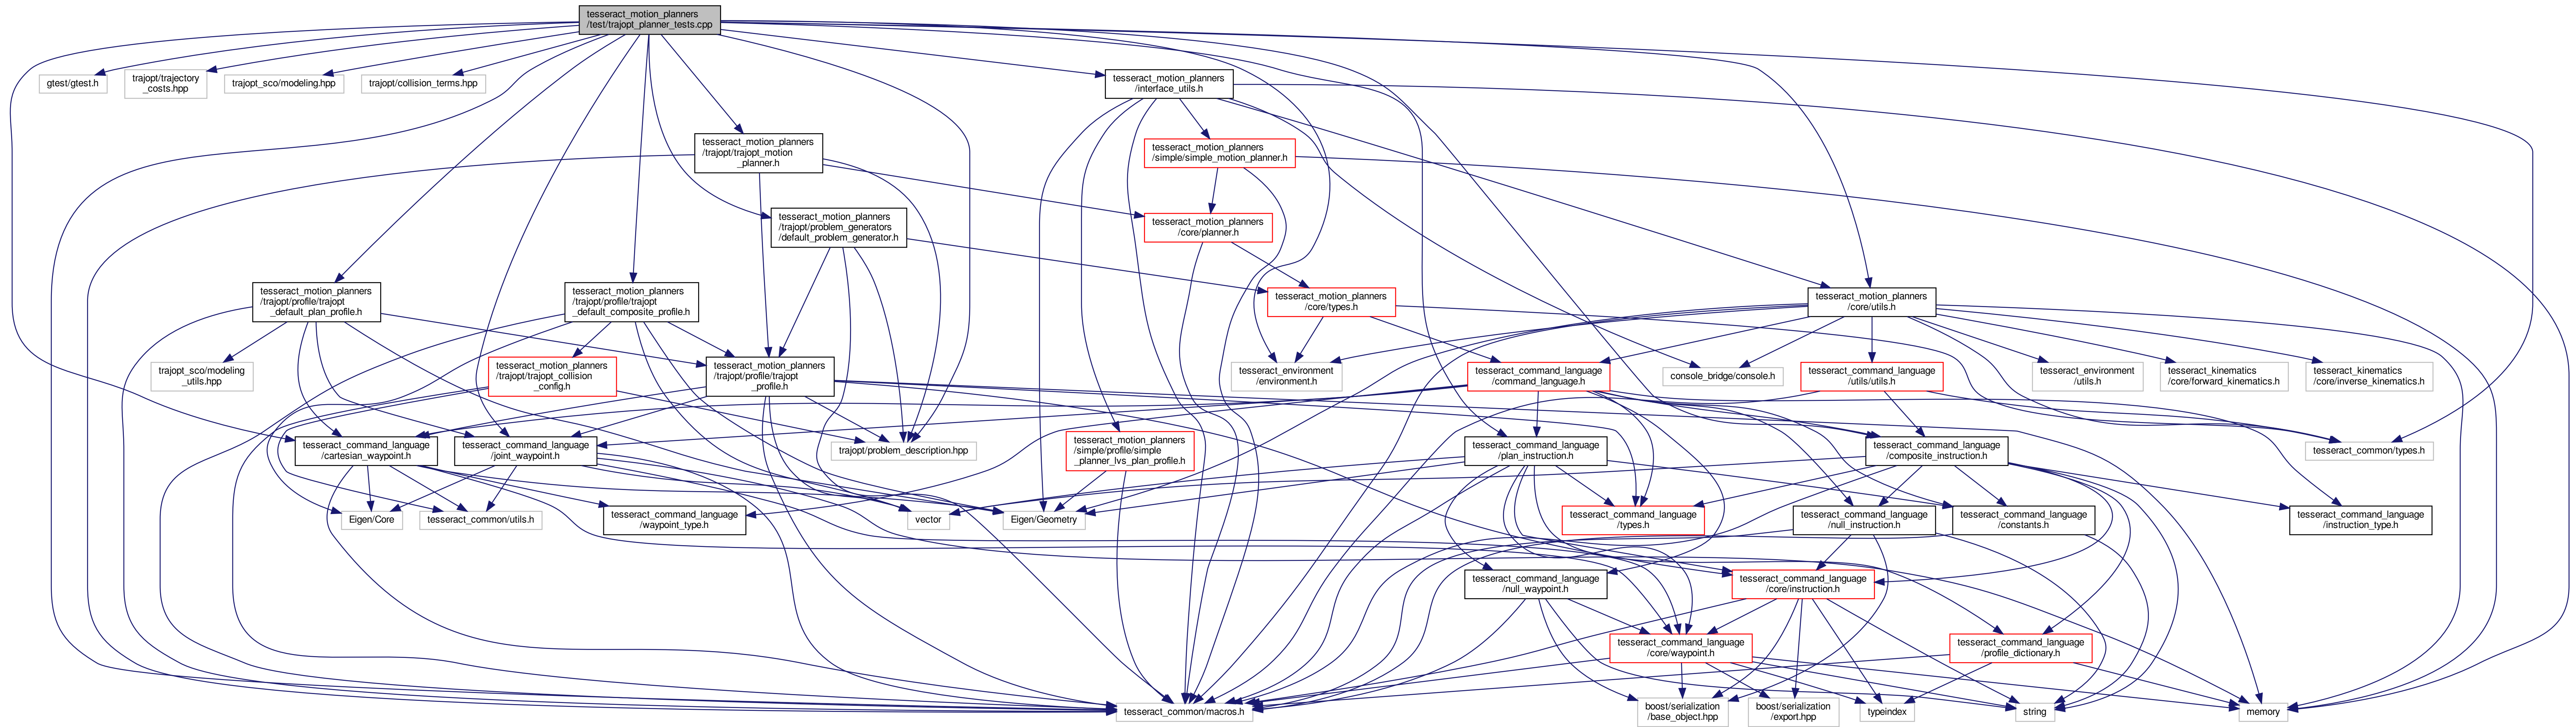 tesseract_motion_planners
/test/trajopt_planner_tests.cpp
gtest/gtest.h
trajopt/trajectory
_costs.hpp
trajopt_sco/modeling.hpp
trajopt/collision_terms.hpp
tesseract_motion_planners
/interface_utils.h
tesseract_motion_planners
/trajopt/trajopt_motion
_planner.h
tesseract_motion_planners
/simple/simple_motion_planner.h
tesseract_motion_planners
/trajopt/problem_generators
/default_problem_generator.h
tesseract_motion_planners
/core/planner.h
tesseract_motion_planners
/trajopt/profile/trajopt
_default_plan_profile.h
tesseract_motion_planners
/trajopt/profile/trajopt
_default_composite_profile.h
tesseract_motion_planners
/core/types.h
tesseract_motion_planners
/core/utils.h
trajopt_sco/modeling
_utils.hpp
tesseract_motion_planners
/trajopt/trajopt_collision
_config.h
tesseract_motion_planners
/trajopt/profile/trajopt
_profile.h
tesseract_environment
/environment.h
tesseract_command_language
/command_language.h
console_bridge/console.h
tesseract_command_language
/utils/utils.h
tesseract_environment
/utils.h
tesseract_kinematics
/core/forward_kinematics.h
tesseract_kinematics
/core/inverse_kinematics.h
tesseract_command_language
/cartesian_waypoint.h
tesseract_command_language
/joint_waypoint.h
trajopt/problem_description.hpp
tesseract_motion_planners
/simple/profile/simple
_planner_lvs_plan_profile.h
tesseract_command_language
/plan_instruction.h
tesseract_command_language
/composite_instruction.h
tesseract_common/types.h
Eigen/Core
tesseract_common/utils.h
tesseract_command_language
/waypoint_type.h
vector
Eigen/Geometry
tesseract_command_language
/types.h
tesseract_command_language
/null_instruction.h
tesseract_command_language
/constants.h
tesseract_command_language
/instruction_type.h
tesseract_command_language
/null_waypoint.h
tesseract_command_language
/core/instruction.h
tesseract_command_language
/core/waypoint.h
tesseract_command_language
/profile_dictionary.h
tesseract_common/macros.h
boost/serialization
/base_object.hpp
boost/serialization
/export.hpp
typeindex
string
memory